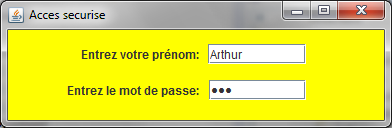 Acces securise
Entrez votre prénom: Arthur
Entrez le mot de passe: ●●●